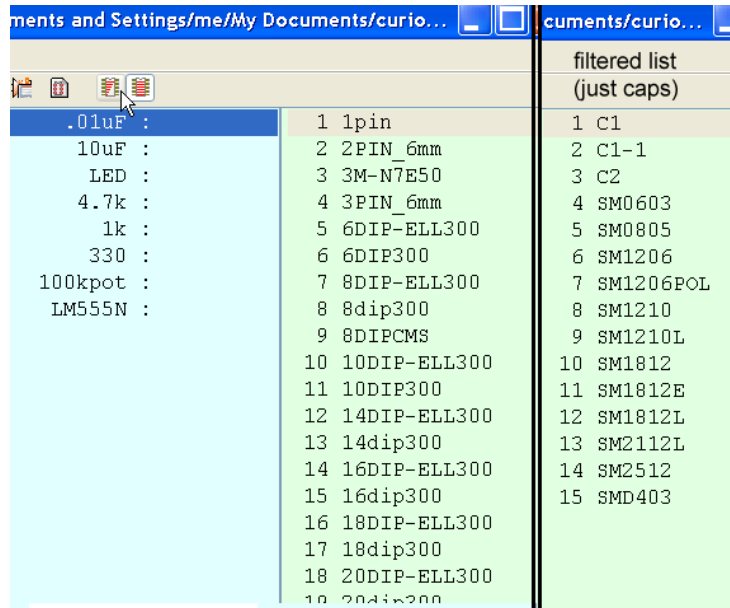 ments and Settings/me/My Documents/curio...
.01uF :
10uF :
LED :
4.7k :
1k :
330 :
100kpot :
LM555N :
1 1pin
2 2PIN_6mm
3 3M-N7E50
4 3PIN_6mm
5 6DIP-ELL300
6 6DIP300
7 8DIP-ELL300
8 8dip300
9 8DIPCMS
10 10DIP-ELL300
11 10DIP300
12 14DIP-ELL300
13 14dip300
14 16DIP-ELL300
15 16dip300
16 18DIP-ELL300
17 18dip300
18 20DIP-ELL300
19 20dip300
cuments/curio...
filtered list
(just caps)
1 C1
2 C1-1
3 C2
4 SM0603
5 SM0805
6 SM1206
7 SM1206POL
8 SM1210
9 SM1210L
10 SM1812
11 SM1812E
12 SM1812L
13 SM2112L
14 SM2512
15 SMD403